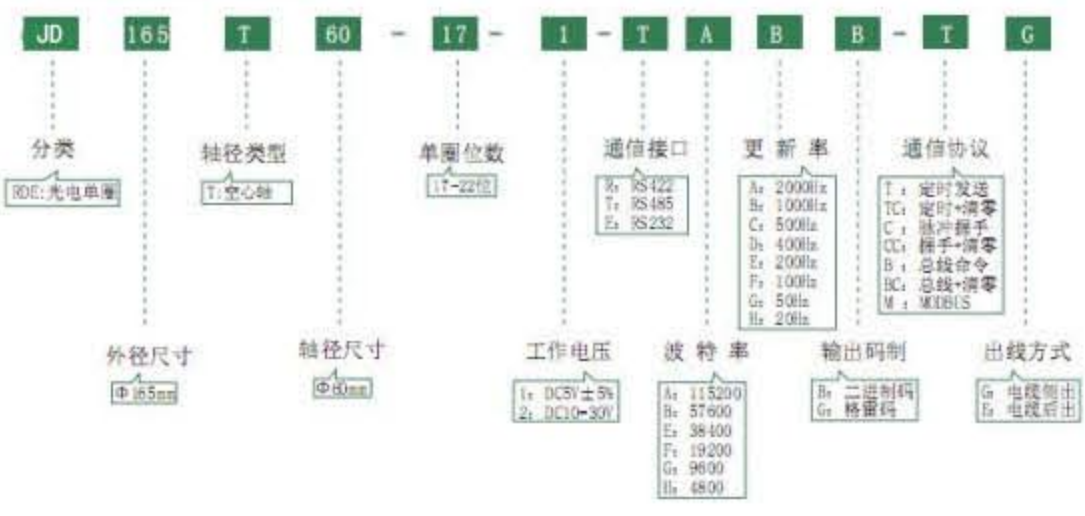 JD 165 T 60 - 17 - 1 - T A B B - T G
分类
RDE:光电单圈
轴径类型
T:空心轴
单圈位数
17-22位
通信接口
R: RS422
T: RS485
E: RS232
更新率
A: 2000Hz
B: 1000Hz
C: 500Hz
D: 400Hz
E: 200Hz
F: 100Hz
G: 50Hz
H: 20Hz
通信协议
T : 定时发送
TC: 定时+清零
C : 脉冲握手
CC: 握手+清零
B : 总线命令
BC: 总线+清零
M : MODBUS
外径尺寸
Φ165mm
轴径尺寸
Φ60mm
工作电压
1: DC5V±5%
2: DC10-30V
波特率
A: 115200
B: 57600
E: 38400
F: 19200
G: 9600
H: 4800
输出码制
B: 二进制码
G: 格雷码
出线方式
G: 电缆侧出
E: 电缆后出